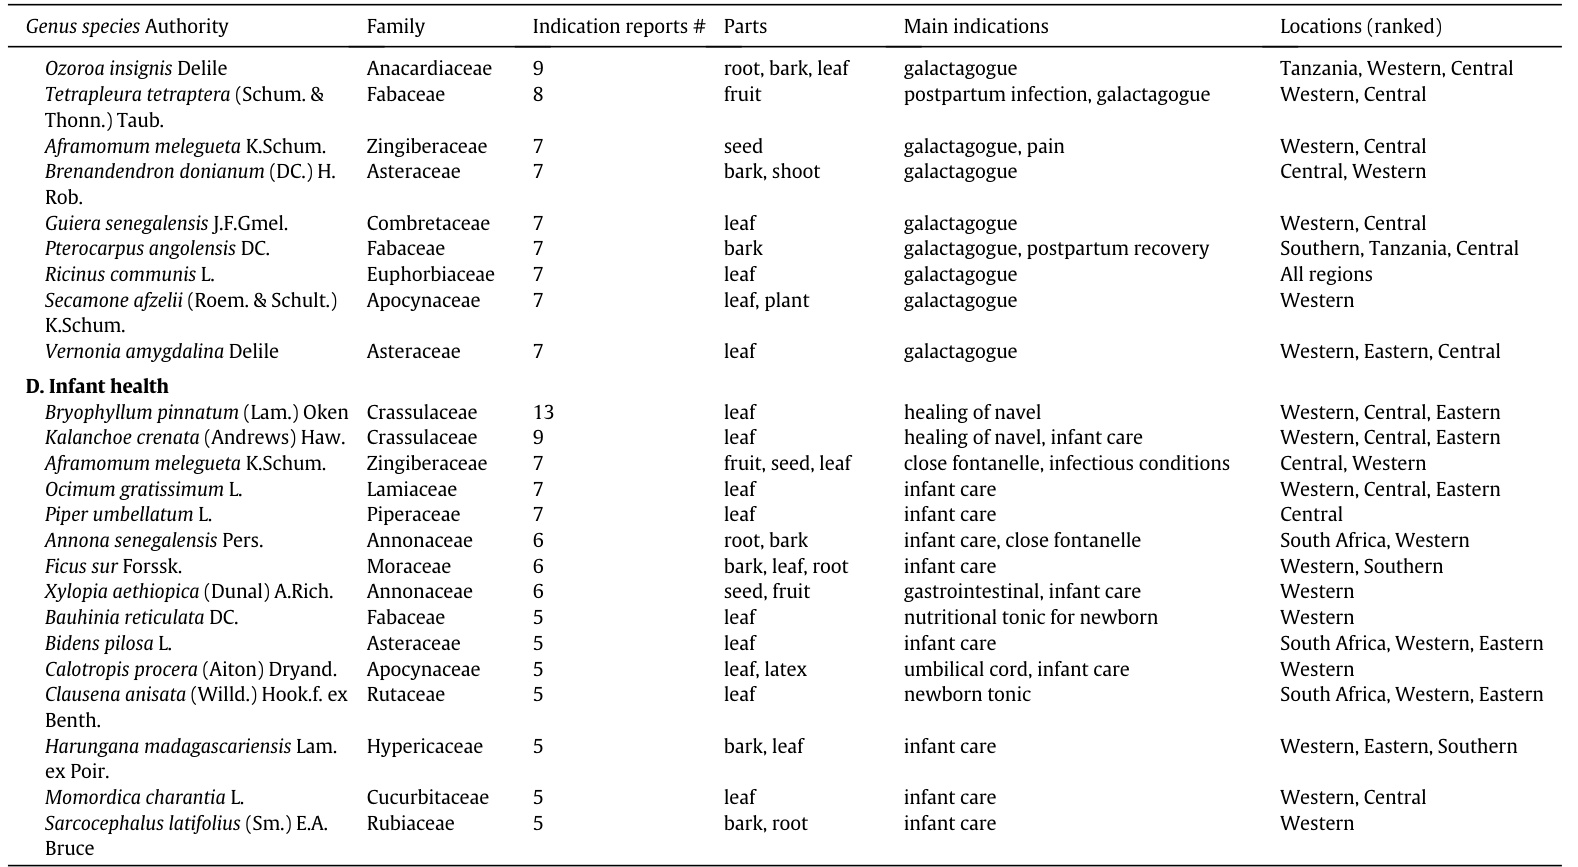 Genus species Authority Family Indication reports # Parts Main indications Locations (ranked)
Ozoroa insignis Delile Anacardiaceae 9 root, bark, leaf galactagogue Tanzania, Western, Central
Tetrapleura tetraptera (Schum. & Fabaceae 8 fruit postpartum infection, galactagogue Western, Central
Thonn.) Taub.
Aframomum melegueta K.Schum. Zingiberaceae 7 seed galactagogue, pain Western, Central
Brenandendron donianum (DC.) H. Asteraceae 7 bark, shoot galactagogue Central, Western
Rob.
Guiera senegalensis J.F.Gmel. Combretaceae 7 leaf galactagogue Western, Central
Pterocarpus angolensis DC. Fabaceae 7 bark galactagogue, postpartum recovery Southern, Tanzania, Central
Ricinus communis L. Euphorbiaceae 7 leaf galactagogue All regions
Secamone afzelii (Roem. & Schult.) Apocynaceae 7 leaf, plant galactagogue Western
K.Schum.
Vernonia amygdalina Delile Asteraceae 7 leaf galactagogue Western, Eastern, Central
D. Infant health
Bryophyllum pinnatum (Lam.) Oken Crassulaceae 13 leaf healing of navel Western, Central, Eastern
Kalanchoe crenata (Andrews) Haw. Crassulaceae 9 leaf healing of navel, infant care Western, Central, Eastern
Aframomum melegueta K.Schum. Zingiberaceae 7 fruit, seed, leaf close fontanelle, infectious conditions Central, Western
Ocimum gratissimum L. Lamiaceae 7 leaf infant care Western, Central, Eastern
Piper umbellatum L. Piperaceae 7 leaf infant care Central
Annona senegalensis Pers. Annonaceae 6 root, bark infant care, close fontanelle South Africa, Western
Ficus sur Forssk. Moraceae 6 bark, leaf, root infant care Western, Southern
Xylopia aethiopica (Dunal) A.Rich. Annonaceae 6 seed, fruit gastrointestinal, infant care Western
Bauhinia reticulata DC. Fabaceae 5 leaf nutritional tonic for newborn Western
Bidens pilosa L. Asteraceae 5 leaf infant care South Africa, Western, Eastern
Calotropis procera (Aiton) Dryand. Apocynaceae 5 leaf, latex umbilical cord, infant care Western
Clausena anisata (Willd.) Hook.f. ex Rutaceae 5 leaf newborn tonic South Africa, Western, Eastern
Benth.
Harungana madagascariensis Lam. Hypericaceae 5 bark, leaf infant care Western, Eastern, Southern
ex Poir.
Momordica charantia L. Cucurbitaceae 5 leaf infant care Western, Central
Sarcocephalus latifolius (Sm.) E.A. Rubiaceae 5 bark, root infant care Western
Bruce